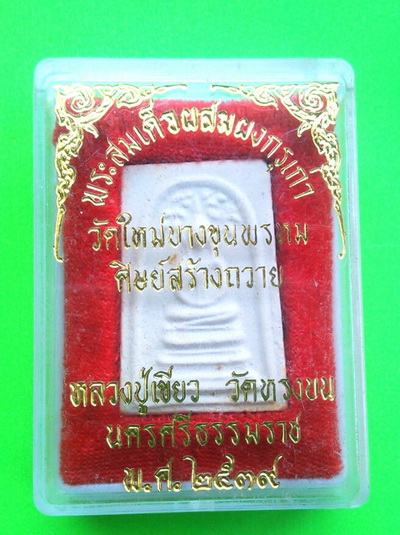 พระสมเด็จผสมผงกรุเก่า
วัดใหม่บางขุนพรหม
ศิษย์สร้างถวาย
หลวงปู่เขียว วัดหรงบน
นครศรีธรรมราช
พ.ศ.๒๕๓๙